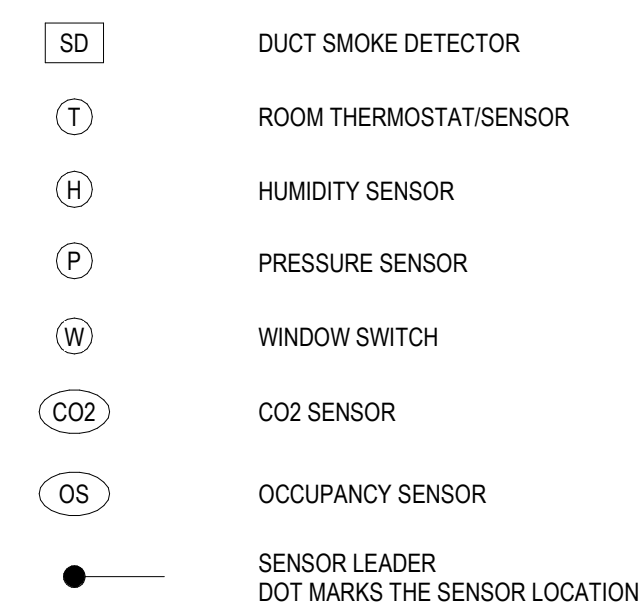 SD DUCT SMOKE DETECTOR
T ROOM THERMOSTAT/SENSOR
H HUMIDITY SENSOR
P PRESSURE SENSOR
W WINDOW SWITCH
CO2 CO2 SENSOR
OS OCCUPANCY SENSOR
SENSOR LEADER
DOT MARKS THE SENSOR LOCATION